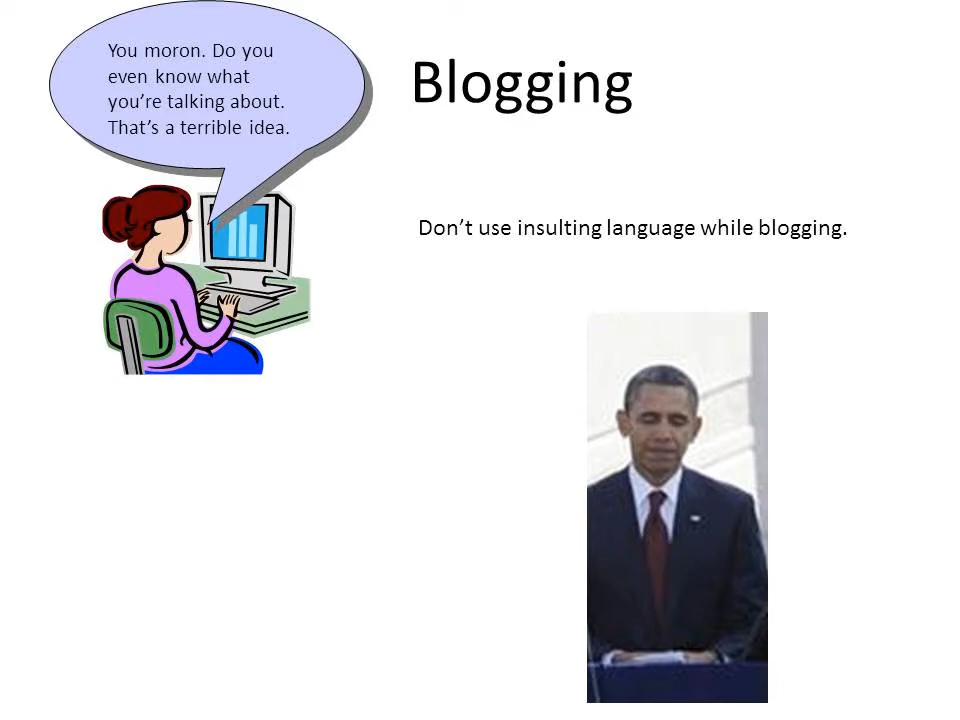 You moron. Do you
even know what
you’re talking about.
That’s a terrible idea.
Blogging
Don’t use insulting language while blogging.